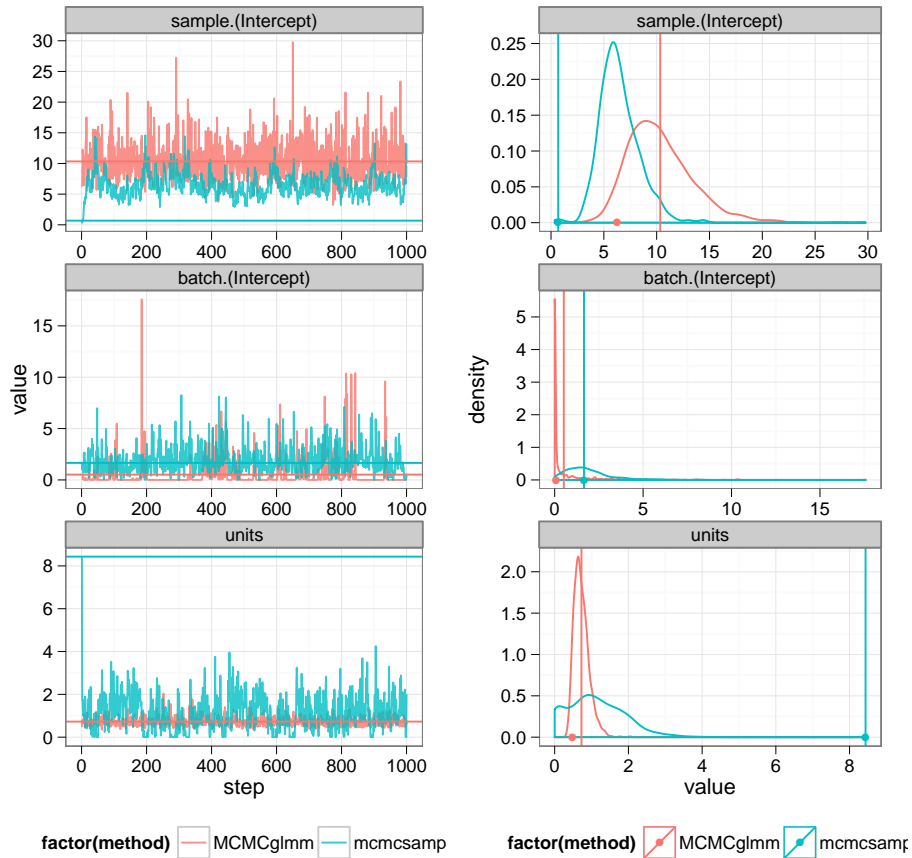 sample.(Intercept)
30
25
20
15
10
5
0
0 200 400 600 800 1000
batch.(Intercept)
15
10
5
0
0 200 400 600 800 1000
units
8
6
4
2
0
0 200 400 600 800 1000
value
step
factor(method) MCMCglmm mcmcsamp
sample.(Intercept)
0.25
0.20
0.15
0.10
0.05
0.00
0 5 10 15 20 25 30
batch.(Intercept)
5
4
3
2
1
0
0 5 10 15
units
2.0
1.5
1.0
0.5
0.0
0 2 4 6 8
density
value
factor(method) MCMCglmm mcmcsamp